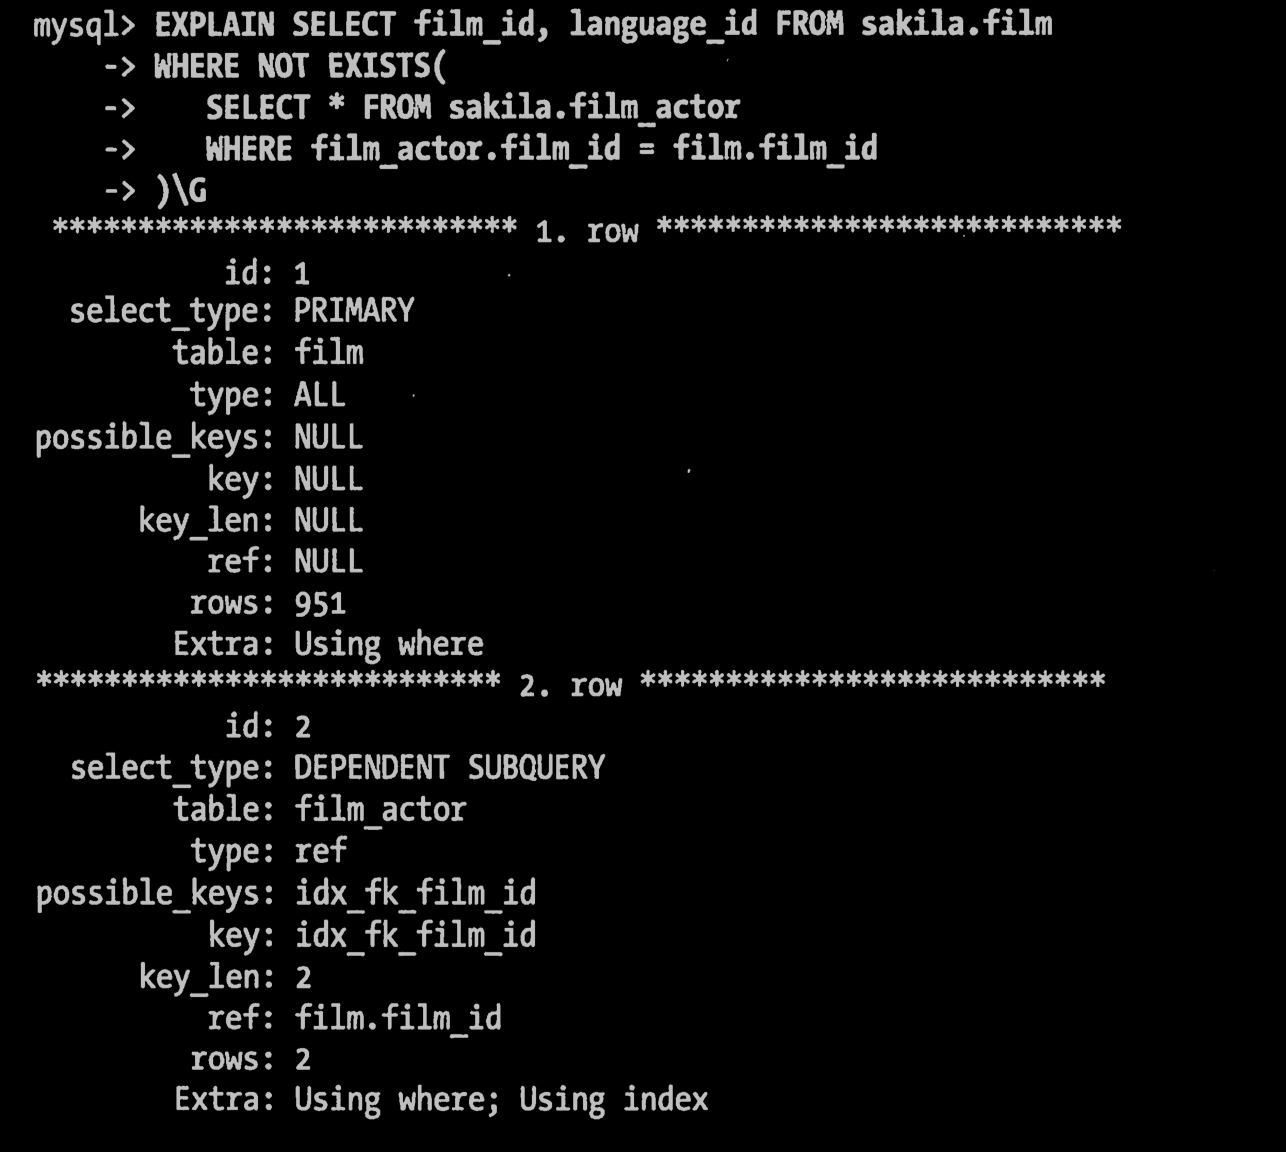 mysql> EXPLAIN SELECT film_id, language_id FROM sakila.film
    -> WHERE NOT EXISTS(
    ->    SELECT * FROM sakila.film_actor
    ->    WHERE film_actor.film_id = film.film_id
    -> )\G
*************************** 1. row ***************************
           id: 1
  select_type: PRIMARY
        table: film
         type: ALL
possible_keys: NULL
          key: NULL
      key_len: NULL
          ref: NULL
         rows: 951
        Extra: Using where
*************************** 2. row ***************************
           id: 2
  select_type: DEPENDENT SUBQUERY
        table: film_actor
         type: ref
possible_keys: idx_fk_film_id
          key: idx_fk_film_id
      key_len: 2
          ref: film.film_id
         rows: 2
        Extra: Using where; Using index